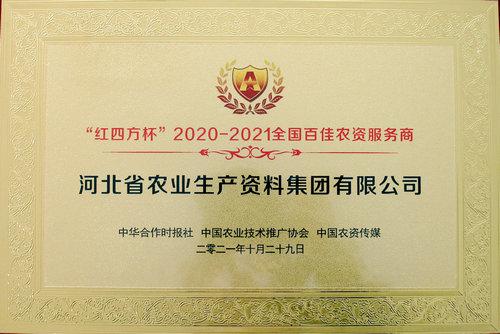 A
“红四方杯”2020-2021全国百佳农资服务商
河北省农业生产资料集团有限公司
中华合作时报社 中国农业技术推广协会 中国农资传媒
二零二一年十月二十九日